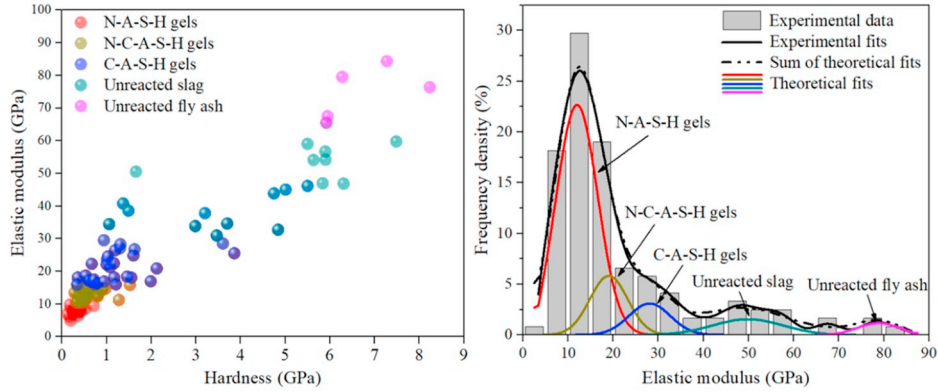 100
90
80
70
60
50
40
30
20
10
0
Elastic modulus (GPa)
N-A-S-H gels
N-C-A-S-H gels
C-A-S-H gels
Unreacted slag
Unreacted fly ash
0 1 2 3 4 5 6 7 8 9
Hardness (GPa)
30
25
20
15
10
5
0
Frequency density (%)
Experimental data
Experimental fits
Sum of theoretical fits
Theoretical fits
N-A-S-H gels
N-C-A-S-H gels
C-A-S-H gels
Unreacted slag
Unreacted fly ash
0 10 20 30 40 50 60 70 80 90
Elastic modulus (GPa)